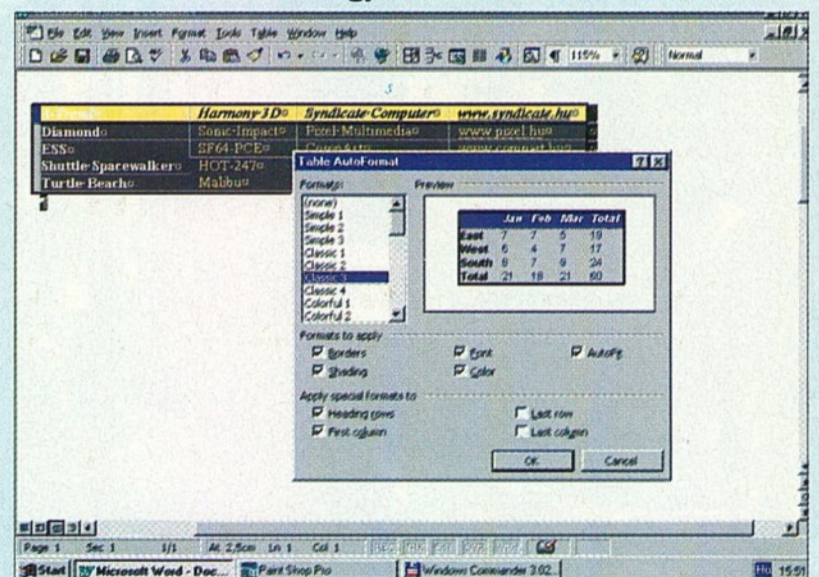 File Edit View Insert Format Tools Table Window Help
115% Normal
Harmony 3D Syndicate Computer www.syndicate.hu
Diamond Sonic Impact Pixel Multimedia www.pixel.hu
ESS SF64-PCE
Shuttle Spacewalker HOT-247
Turtle Beach Malibu
Table AutoFormat
Formats: Preview
(none)
Simple 1
Simple 2
Simple 3
Classic 1
Classic 2
Classic 3
Classic 4
Colorful 1
Colorful 2
Jan Feb Mar Total
East 7 7 5 19
West 6 4 7 17
South 8 7 9 24
Total 21 18 21 60
Formats to apply
Borders Font AutoFit
Shading Color
Apply special formats to
Heading rows Last row
First column Last column
OK Cancel
Page 1 Sec 1 1/1 At 2,5cm Ln 1 Col 1
Start Microsoft Word - Doc... Paint Shop Pro Windows Commander 3.02... Hu 15:51